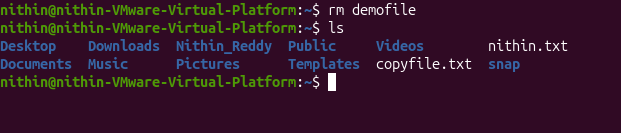 nithin@nithin-VMware-Virtual-Platform:~$ rm demofile
nithin@nithin-VMware-Virtual-Platform:~$ ls
Desktop    Downloads  Nithin_Reddy  Public     Videos        nithin.txt
Documents  Music      Pictures      Templates  copyfile.txt  snap
nithin@nithin-VMware-Virtual-Platform:~$